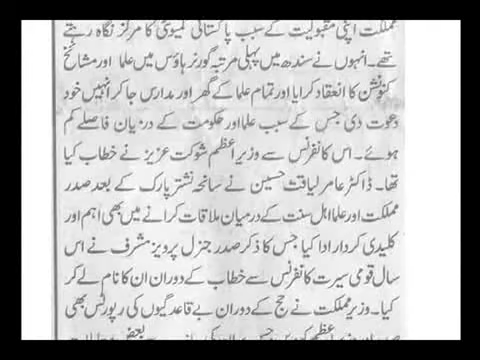 مملکت اپنی مقبولیت کے سبب پاکستانی کمیونٹی کا مرکز نگاہ رہتے
تھے۔ انہوں نے سندھ میں پہلی مرتبہ گورنر ہاؤس میں علما اور مشائخ
کنونشن کا انعقاد کرایا اور تمام علما کے گھر اور مدارس جا کر انہیں خود
دعوت دی جس کے سبب علما اور حکومت کے درمیان فاصلے کم
ہوئے۔ اس کانفرنس سے وزیر اعظم شوکت عزیز نے خطاب کیا
تھا۔ ڈاکٹر عامر لیاقت حسین نے سانحہ نشتر پارک کے بعد صدر
مملکت اور علما اہل سنت کے درمیان ملاقات کرانے میں بھی اہم اور
کلیدی کردار ادا کیا جس کا ذکر صدر جنرل پرویز مشرف نے اس
سال قومی سیرت کانفرنس سے خطاب کے دوران ان کا نام لے کر
کیا۔ وزیر مملکت نے حج کے دوران بے قاعدگیوں کی رپورٹس بھی